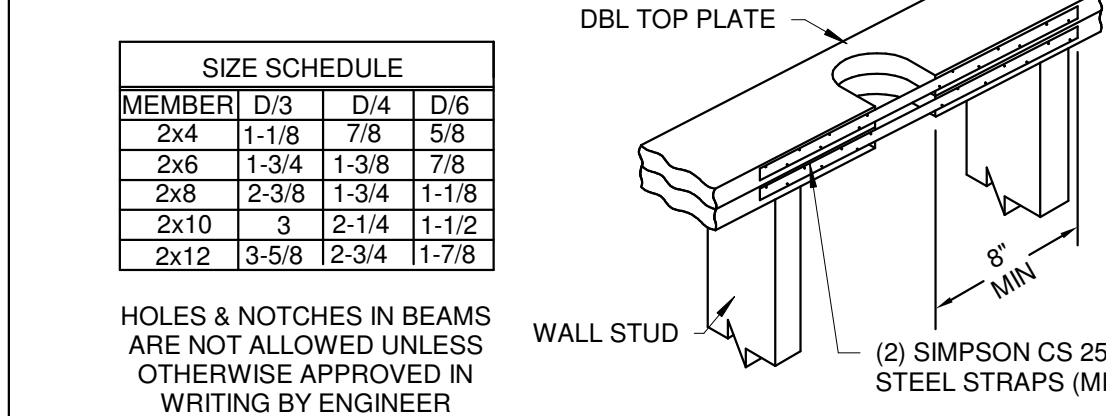 DBL TOP PLATE
SIZE SCHEDULE
MEMBER D/3 D/4 D/6
2x4 1-1/8 7/8 5/8
2x6 1-3/4 1-3/8 7/8
2x8 2-3/8 1-3/4 1-1/8
2x10 3 2-1/4 1-1/2
2x12 3-5/8 2-3/4 1-7/8
HOLES & NOTCHES IN BEAMS
ARE NOT ALLOWED UNLESS
OTHERWISE APPROVED IN
WRITING BY ENGINEER
WALL STUD
8"
MIN
(2) SIMPSON CS 25
STEEL STRAPS